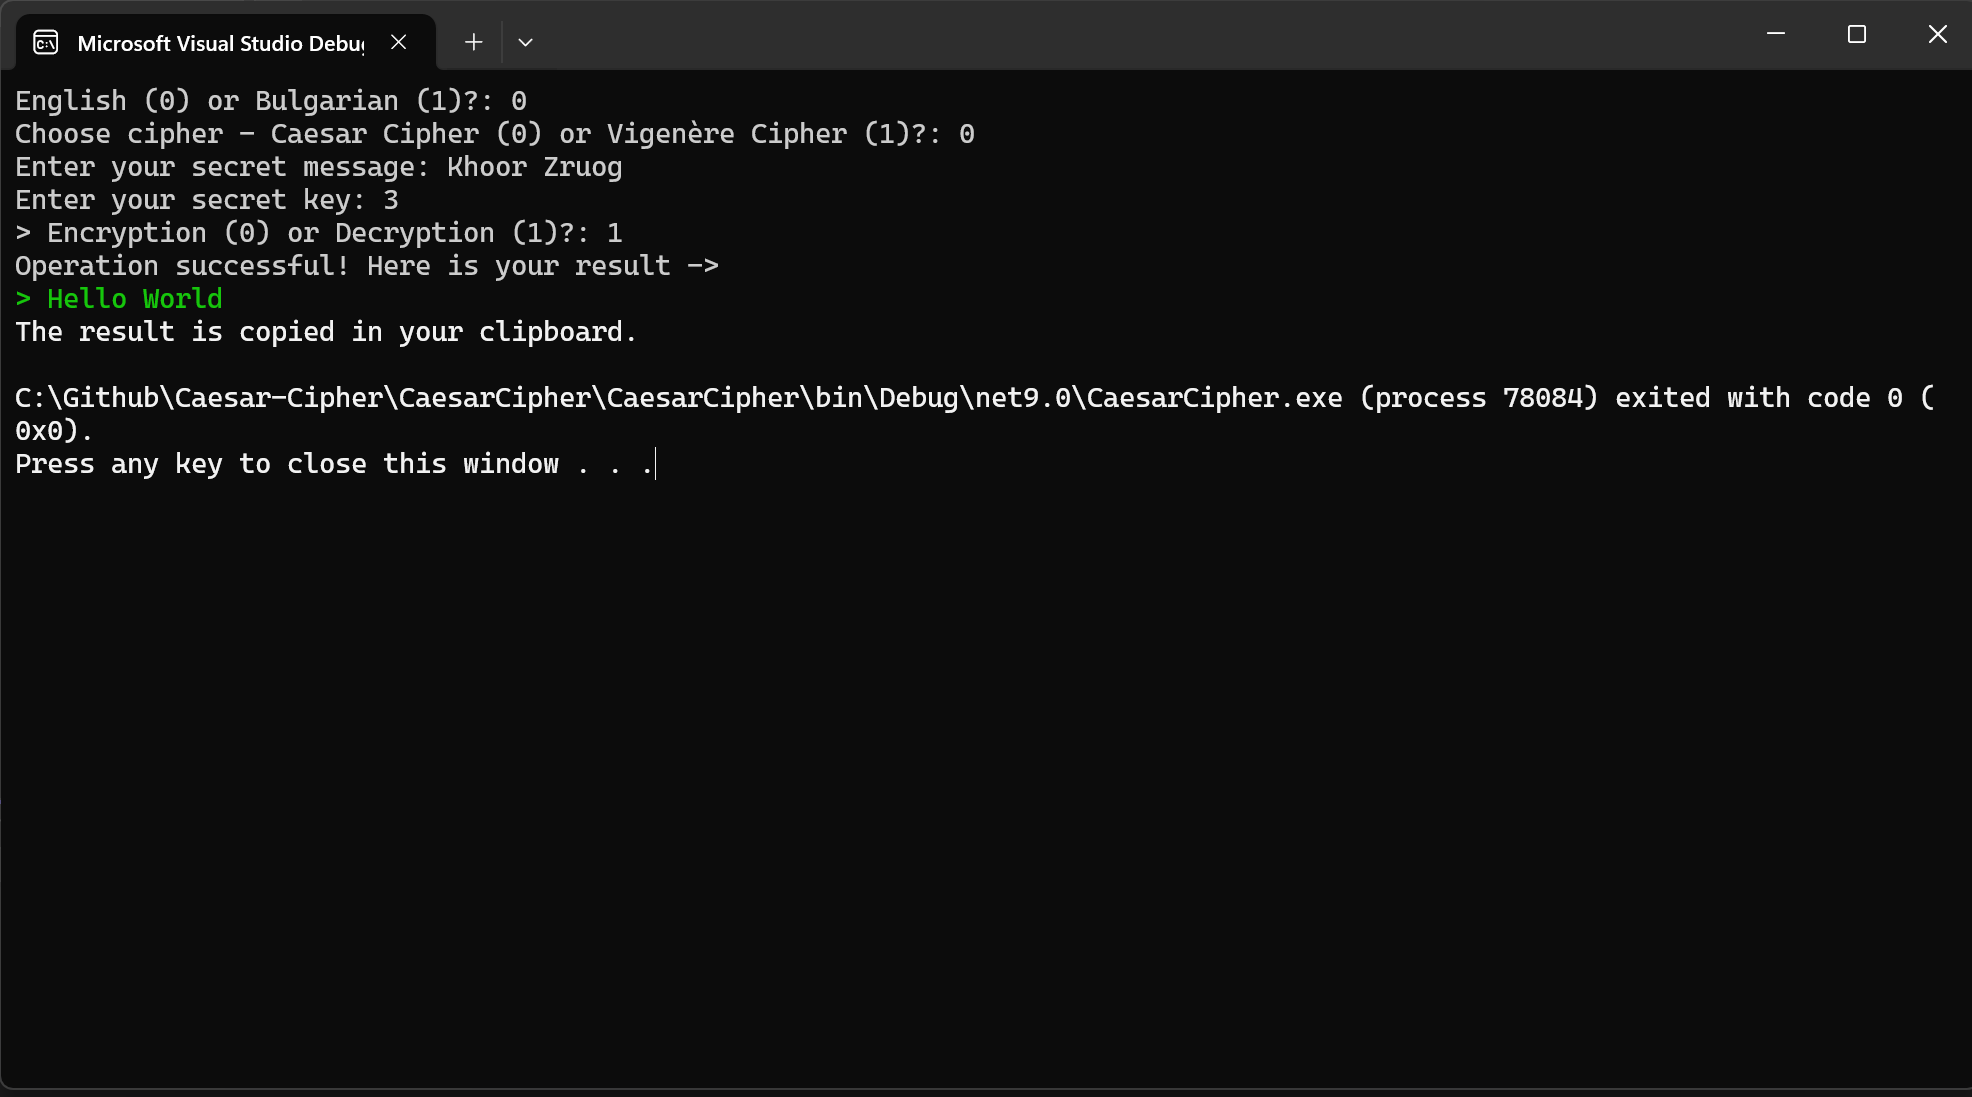 Microsoft Visual Studio Debu
English (0) or Bulgarian (1)?: 0
Choose cipher - Caesar Cipher (0) or Vigenère Cipher (1)?: 0
Enter your secret message: Khoor Zruog
Enter your secret key: 3
> Encryption (0) or Decryption (1)?: 1
Operation successful! Here is your result ->
> Hello World
The result is copied in your clipboard.
C:\Github\Caesar-Cipher\CaesarCipher\CaesarCipher\bin\Debug\net9.0\CaesarCipher.exe (process 78084) exited with code 0 (
0x0).
Press any key to close this window . . .